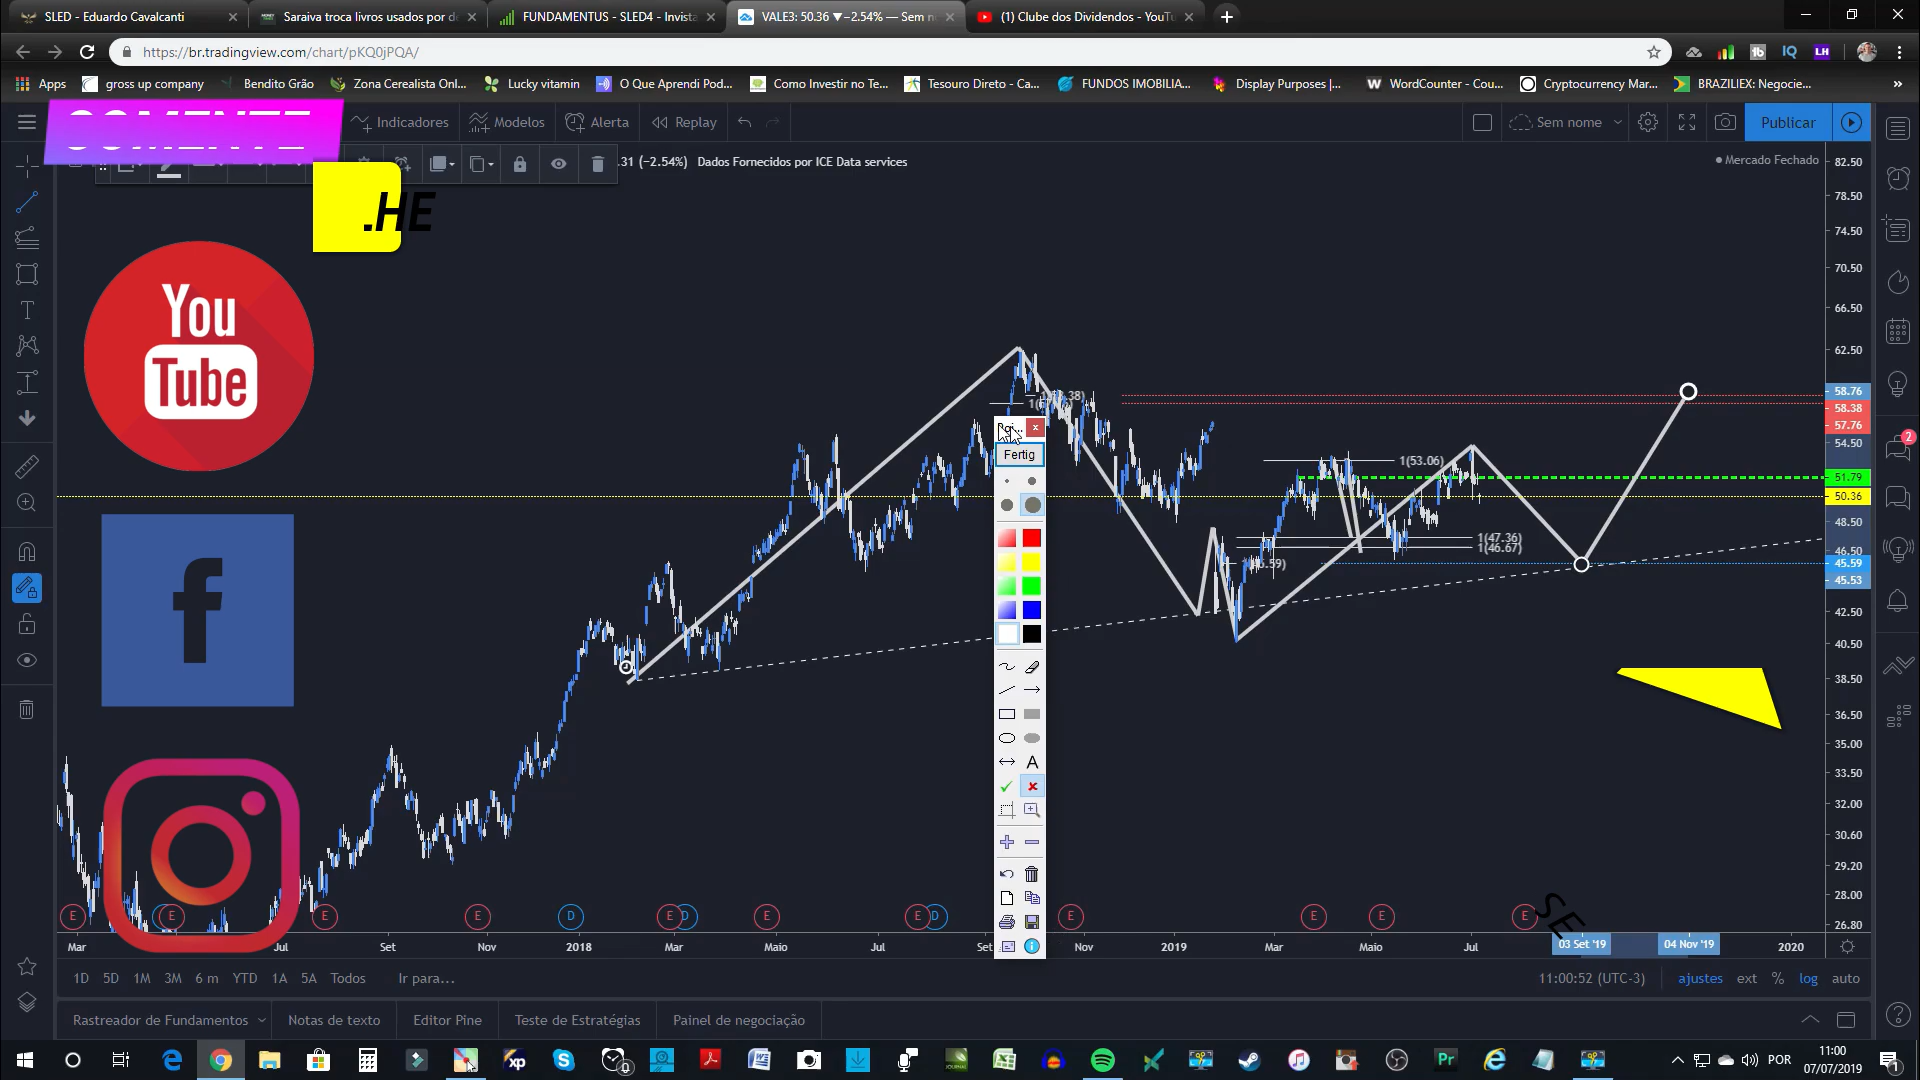 SLED - Eduardo Cavalcanti
Saraiva troca livros usados por de
FUNDAMENTUS - SLED4 - Invista
VALE3: 50.36 ▼−2.54% — Sem n
(1) Clube dos Dividendos - YouTu
https://br.tradingview.com/chart/pKQ0jPQA/
Apps
gross up company
Bendito Grão
Zona Cerealista Onl...
Lucky vitamin
O Que Aprendi Pod...
Como Investir no Te...
Tesouro Direto - Ca...
FUNDOS IMOBILIA...
Display Purposes |...
WordCounter - Cou...
Cryptocurrency Mar...
BRAZILIEX: Negocie...
»
COMENTE
Indicadores
Modelos
Alerta
Replay
Sem nome
Publicar
.31 (−2.54%) Dados Fornecidos por ICE Data services
Mercado Fechado
.HE
You
Tube
Fertig
A
1(53.06)
1(47.36)
1(46.67)
82.50
78.50
74.50
70.50
66.50
62.50
58.76
58.38
57.76
54.50
51.79
50.36
48.50
46.50
45.59
45.53
42.50
40.50
38.50
36.50
35.00
33.50
32.00
30.60
29.20
28.00
26.80
2
SE
E E E E D E D E E D E E E E
Mar
Jul
Set
Nov
2018
Mar
Maio
Jul
Set
Nov
2019
Mar
Maio
Jul
03 Set '19
04 Nov '19
2020
1D 5D 1M 3M 6 m YTD 1A 5A Todos Ir para...
11:00:52 (UTC-3) ajustes ext % log auto
Rastreador de Fundamentos
Notas de texto
Editor Pine
Teste de Estratégias
Painel de negociação
POR
11:00
07/07/2019